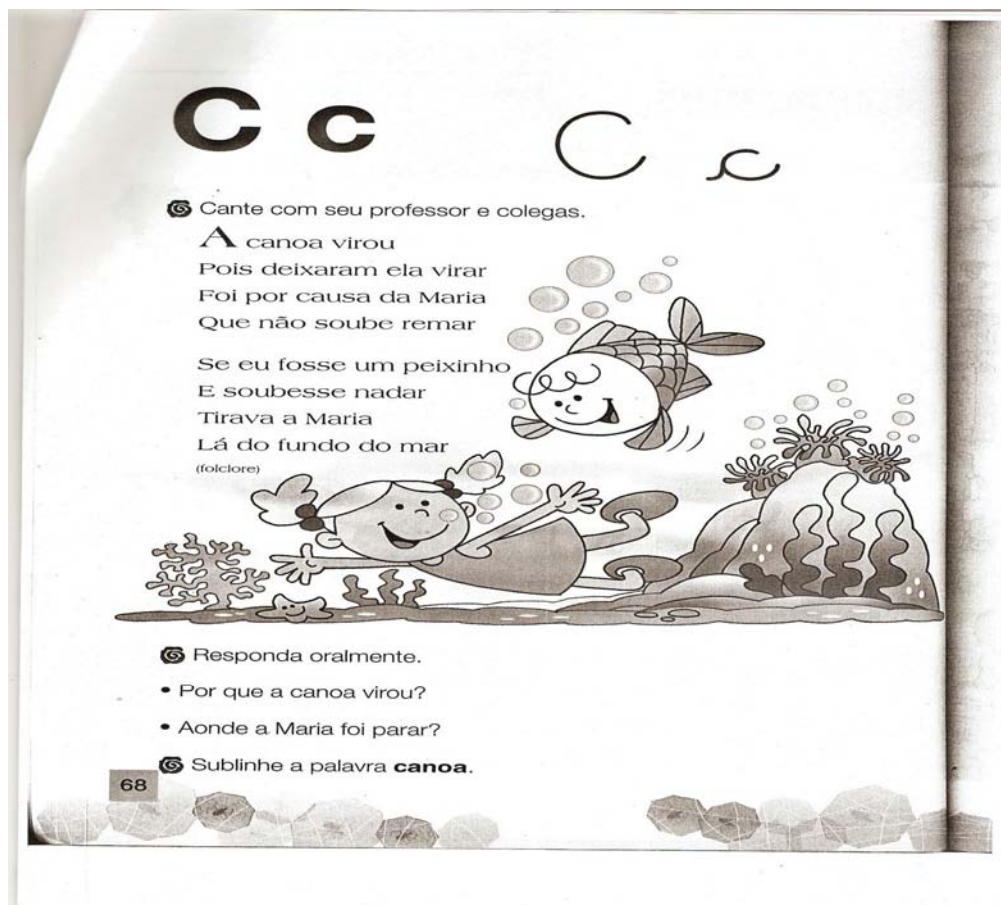 C c C c
Cante com seu professor e colegas.
A canoa virou
Pois deixaram ela virar
Foi por causa da Maria
Que não soube remar
Se eu fosse um peixinho
E soubesse nadar
Tirava a Maria
Lá do fundo do mar
(folclore)
Responda oralmente.
• Por que a canoa virou?
• Aonde a Maria foi parar?
Sublinhe a palavra canoa.
68